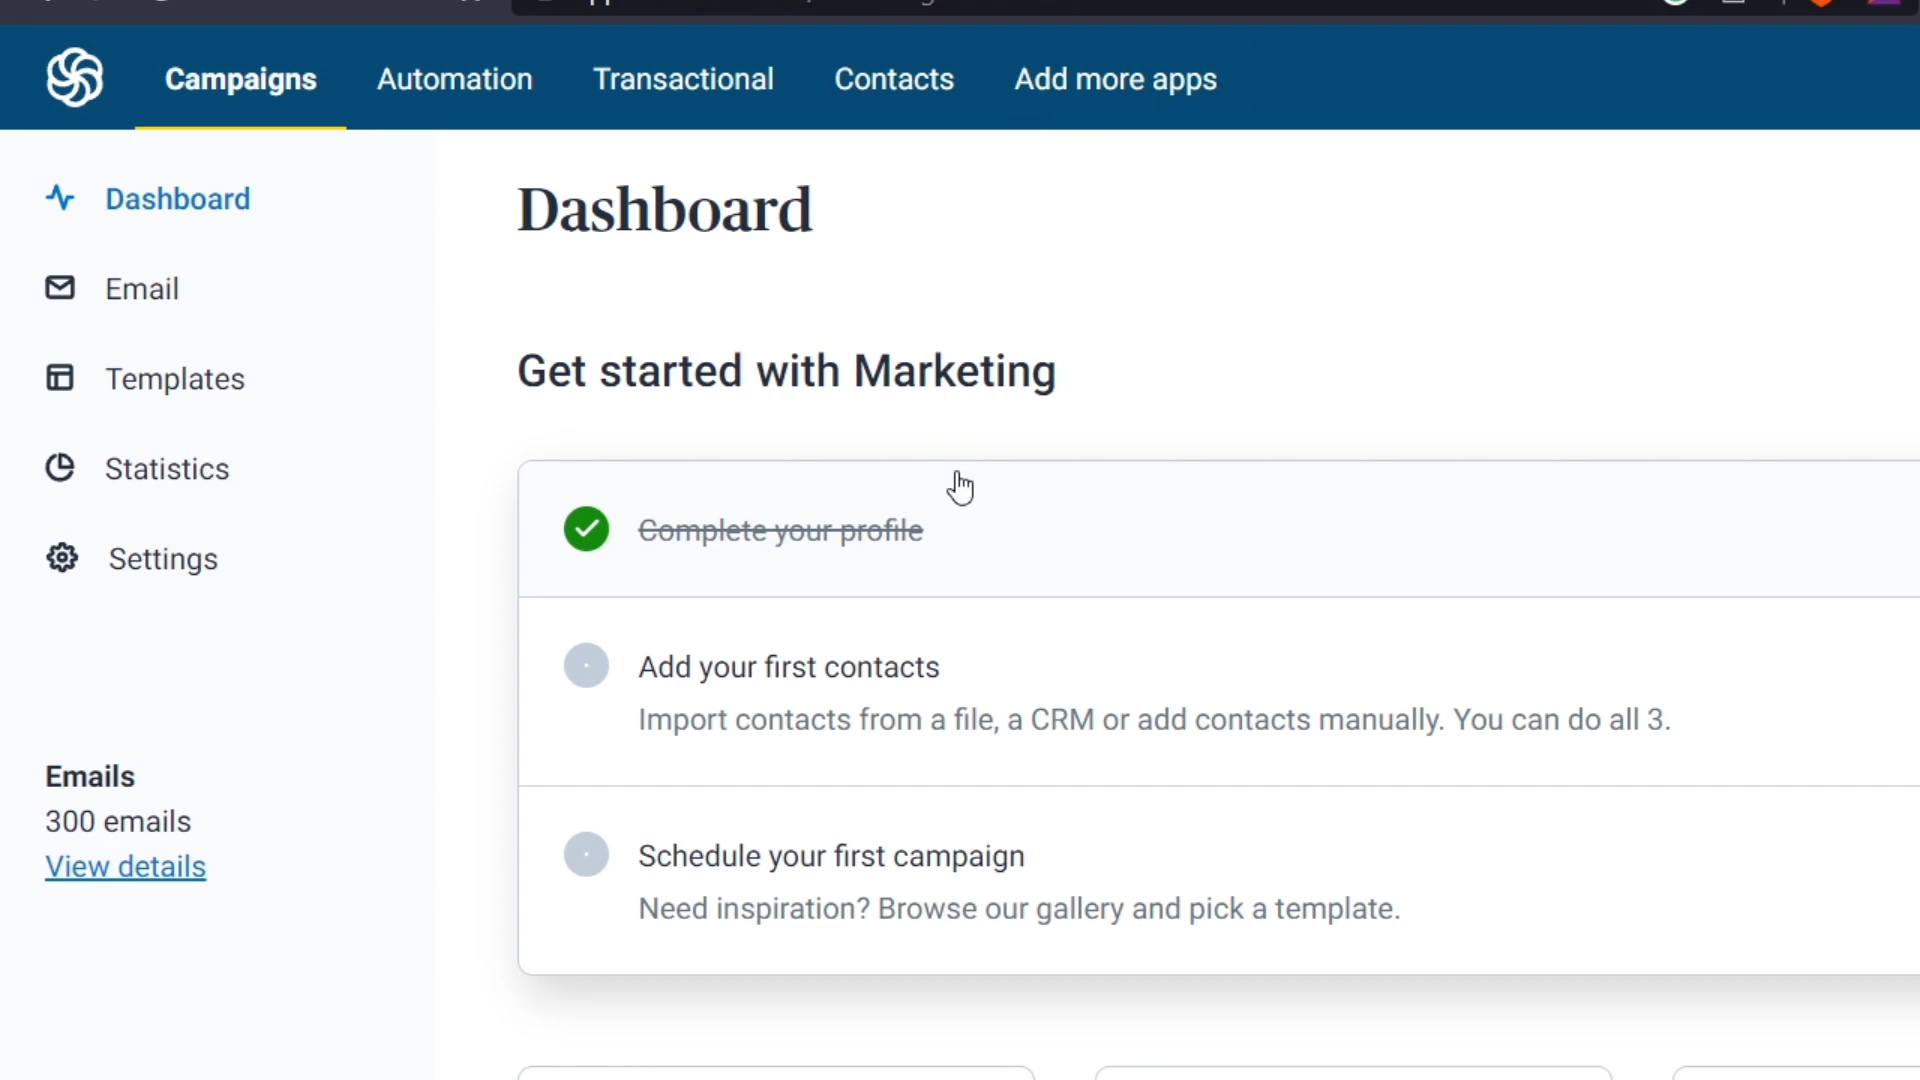 Campaigns Automation Transactional Contacts Add more apps
Dashboard
Email
Templates
Statistics
Settings
Emails
300 emails
View details
Dashboard
Get started with Marketing
Complete your profile
Add your first contacts
Import contacts from a file, a CRM or add contacts manually. You can do all 3.
Schedule your first campaign
Need inspiration? Browse our gallery and pick a template.